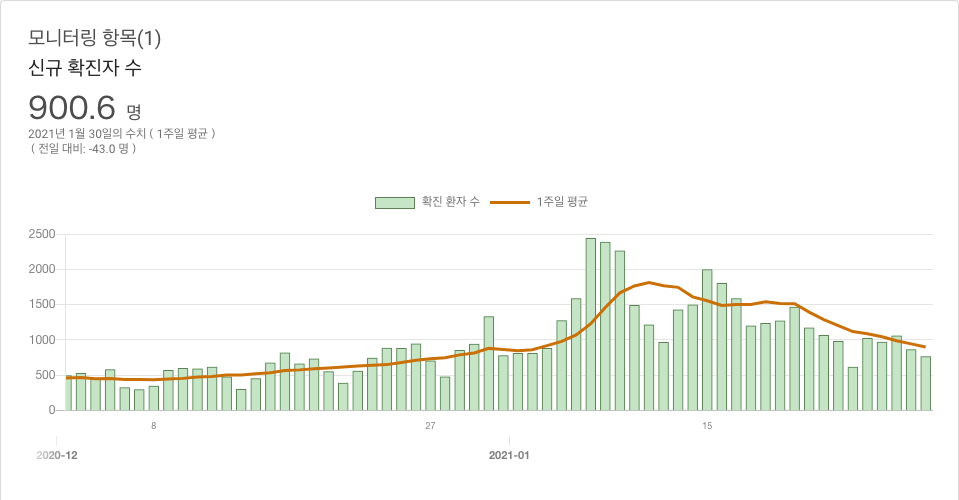 모니터링 항목(1)
신규 확진자 수
900.6 명
2021년 1월 30일의 수치 ( 1주일 평균 )
( 전일 대비: -43.0 명 )
확진 환자 수 1주일 평균
2500
2000
1500
1000
500
0
8 27 15
2020-12 2021-01